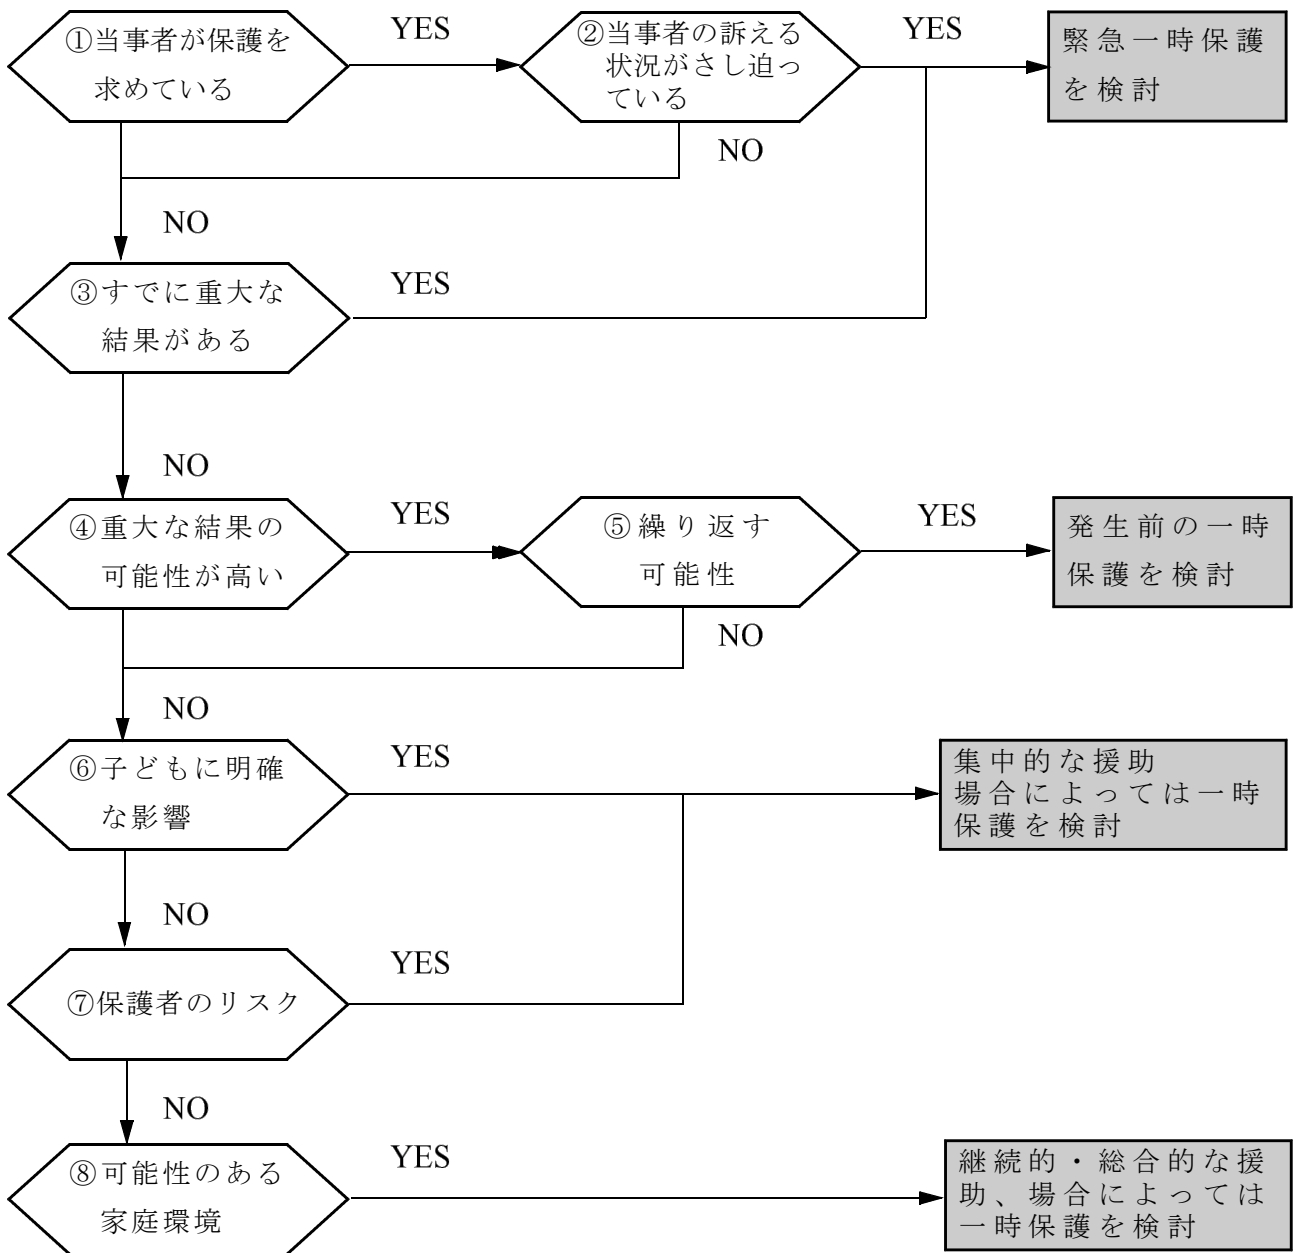 ①当事者が保護を
求めている
YES
②当事者の訴える
状況がさし迫っ
ている
YES
緊急一時保護
を検討
NO
NO
③すでに重大な
結果がある
YES
NO
④重大な結果の
可能性が高い
YES
⑤繰り返す
可能性
YES
発生前の一時
保護を検討
NO
NO
⑥子どもに明確
な影響
YES
集中的な援助
場合によっては一時
保護を検討
NO
⑦保護者のリスク
YES
NO
⑧可能性のある
家庭環境
YES
継続的・総合的な援
助、場合によっては
一時保護を検討